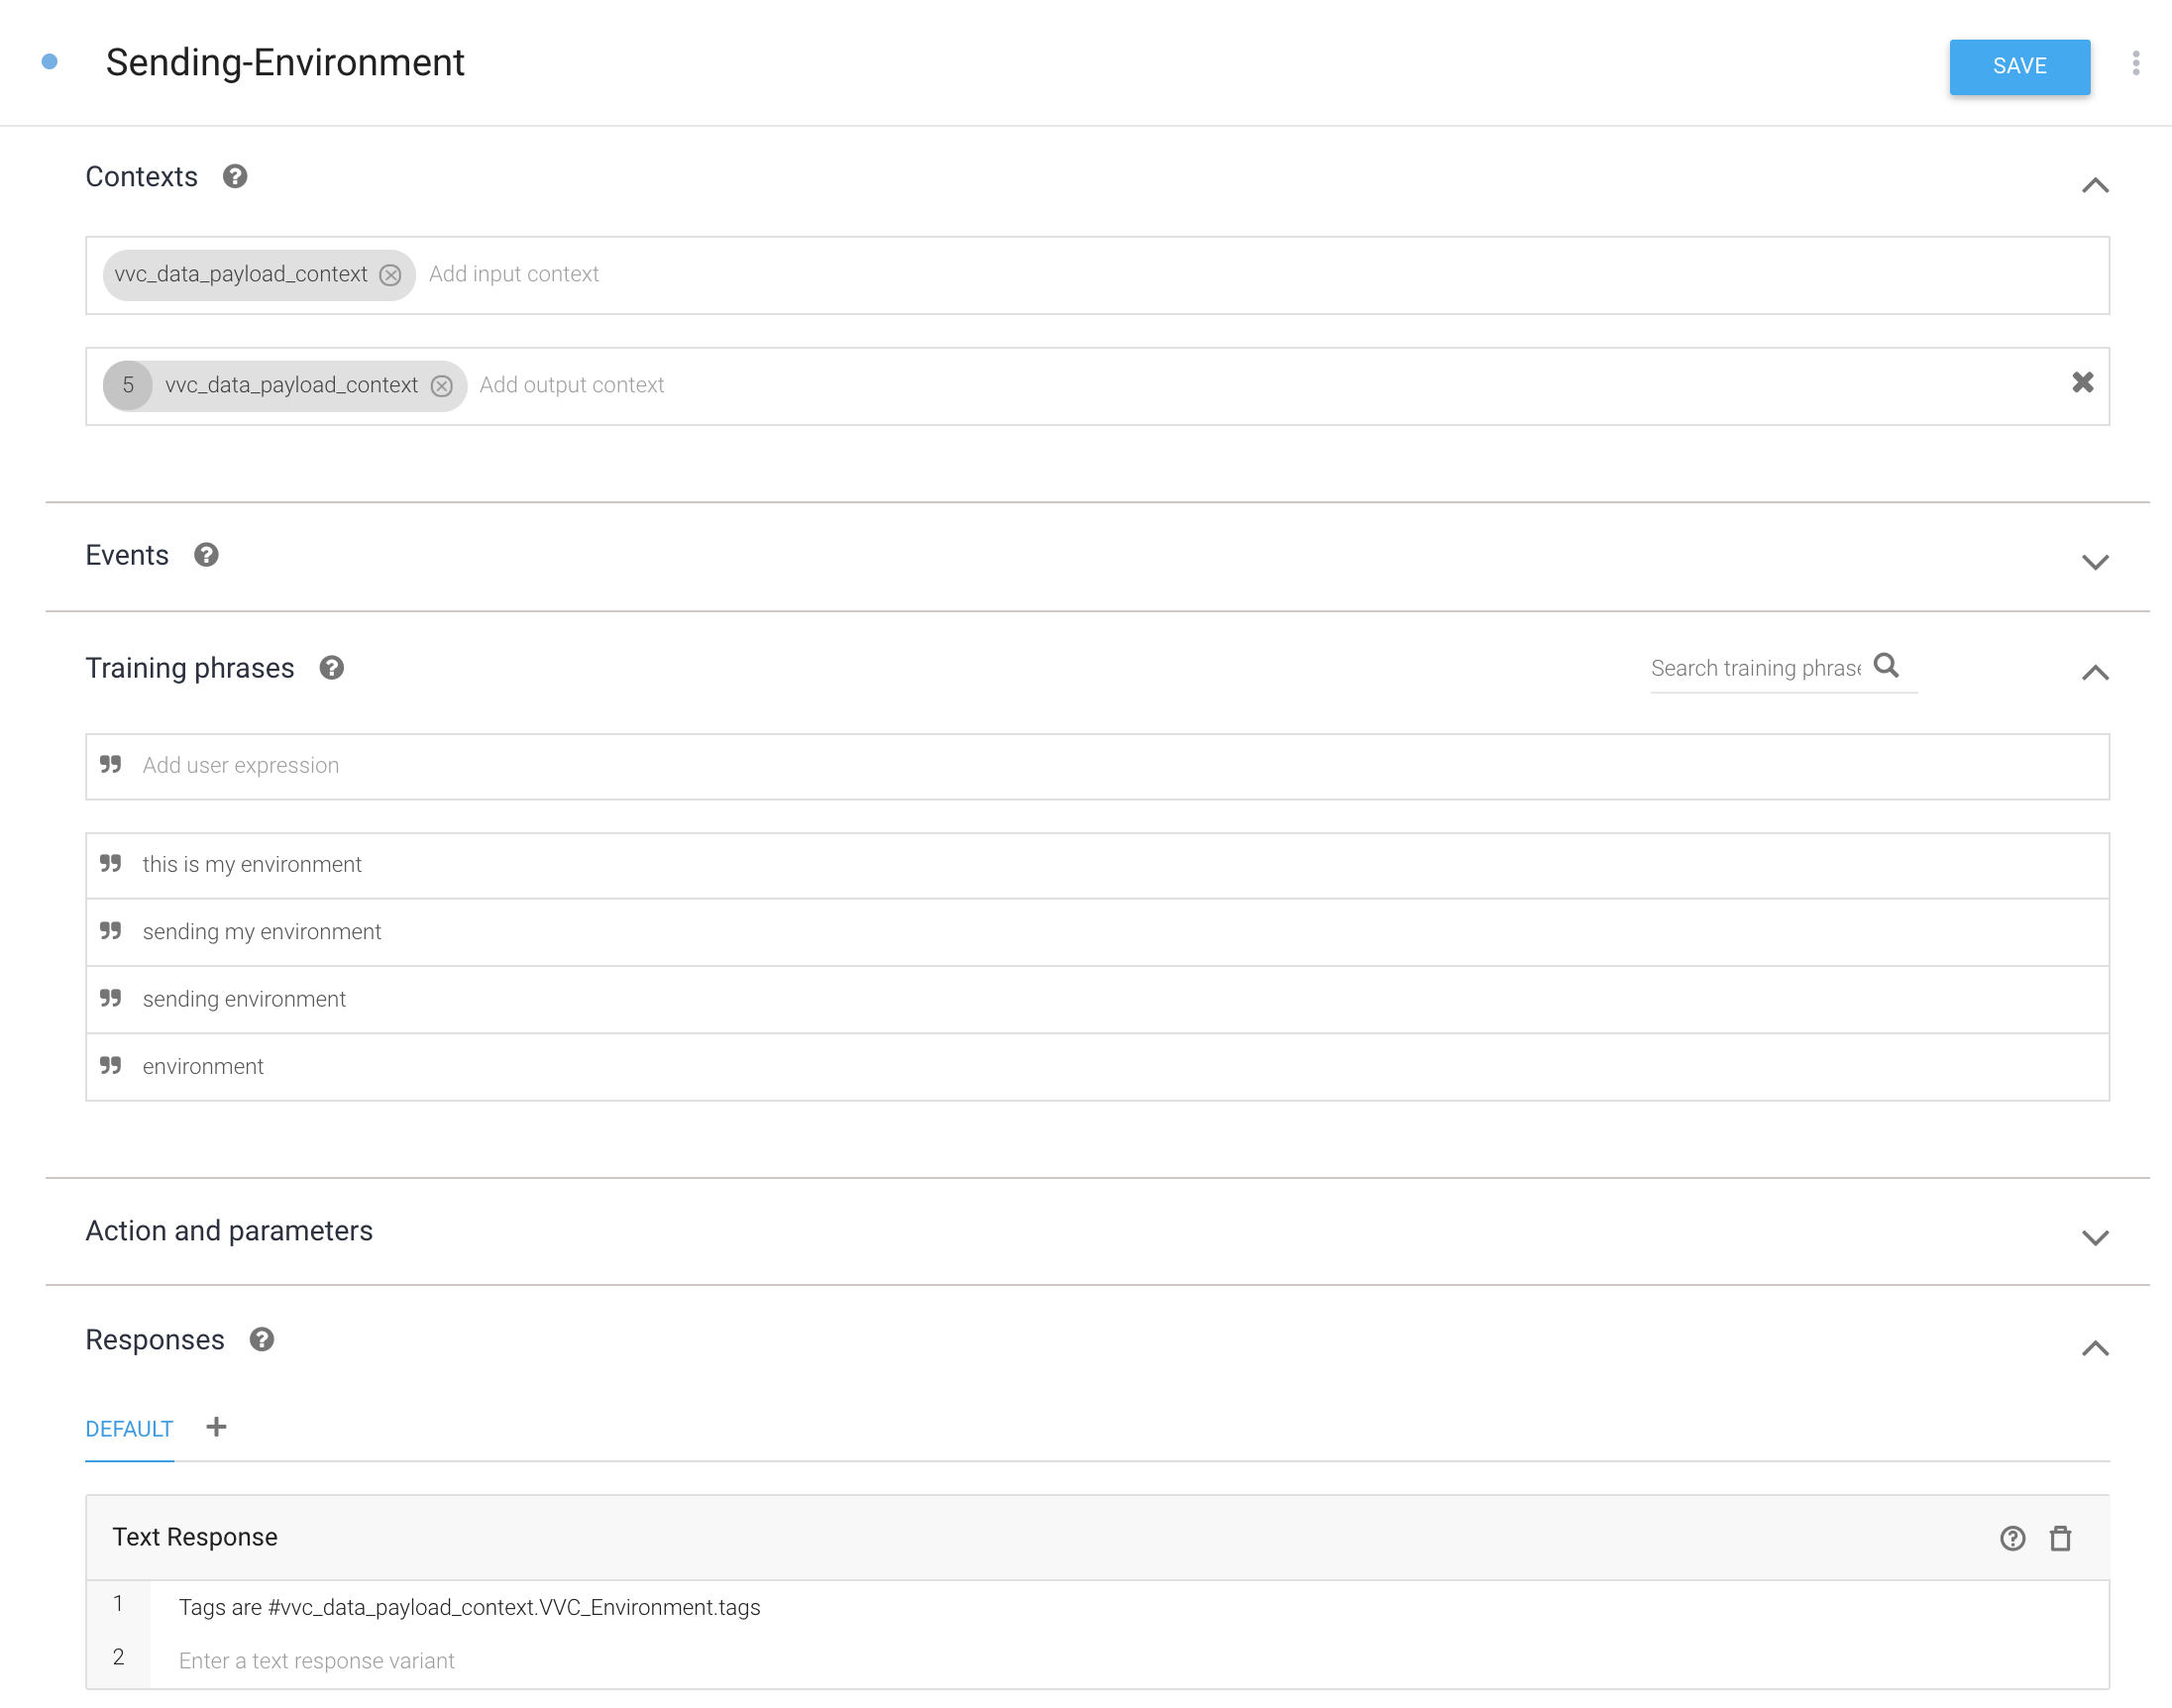 Sending-Environment
SAVE
Contexts
vvc_data_payload_context Add input context
5 vvc_data_payload_context Add output context
Events
Training phrases
Search training phrase
Add user expression
this is my environment
sending my environment
sending environment
environment
Action and parameters
Responses
DEFAULT
Text Response
1 Tags are #vvc_data_payload_context.VVC_Environment.tags
2 Enter a text response variant